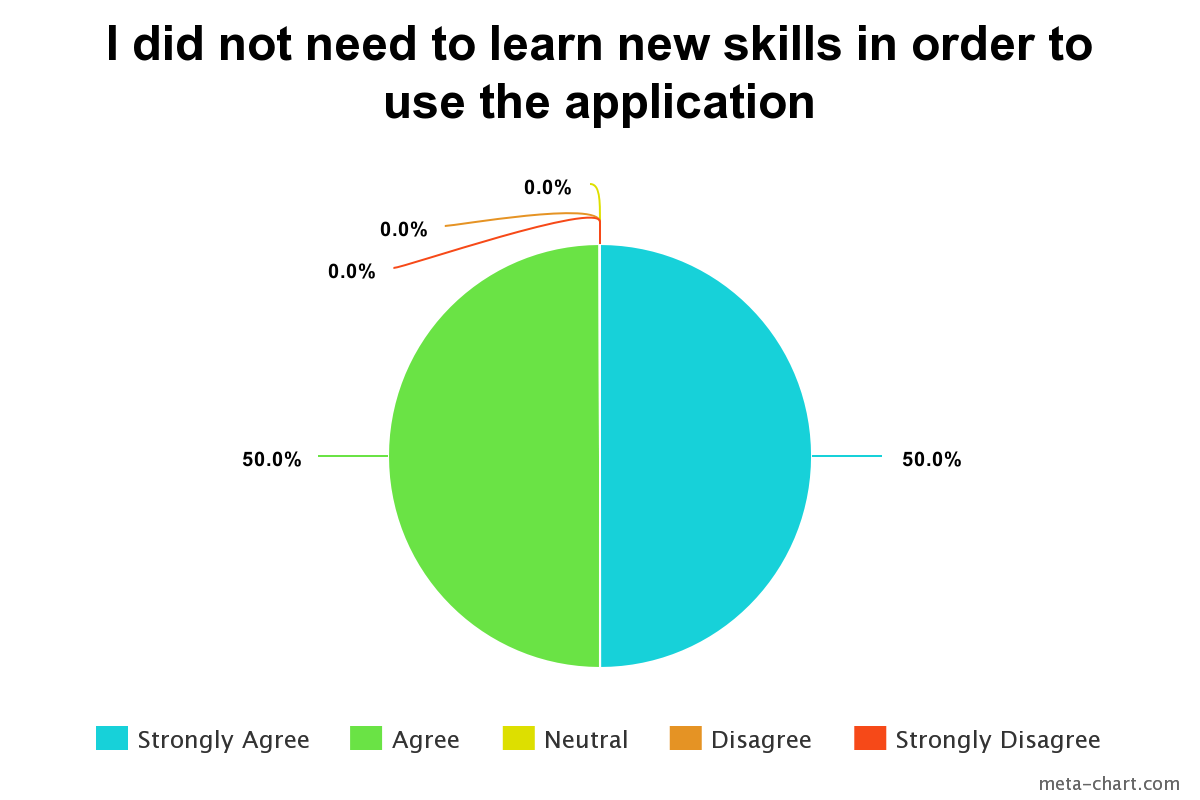 I did not need to learn new skills in order to
use the application
0.0%
0.0%
0.0%
50.0%
50.0%
Strongly Agree
Agree
Neutral
Disagree
Strongly Disagree
meta-chart.com